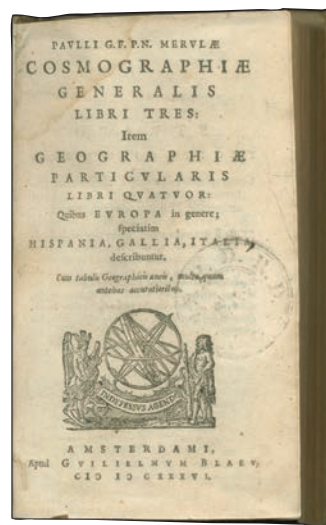 PAVLLI G.F.P.N. MERVLÆ
COSMOGRAPHIÆ
GENERALIS
LIBRI TRES:
Item
GEOGRAPHIÆ
PARTICVLARIS
LIBRI QVATVOR:
Quibus EVROPA in genere;
speciatim
HISPANIA, GALLIA, ITALIA,
describuntur.
Cum tabulis Geographicis æneis, multo, quam
antehac accuratioribus.
INDEFESSVS AGENDO
AMSTERDAMI,
Apud GVILIELMVM BLAEV,
CIƆ IƆ CXXXVI.